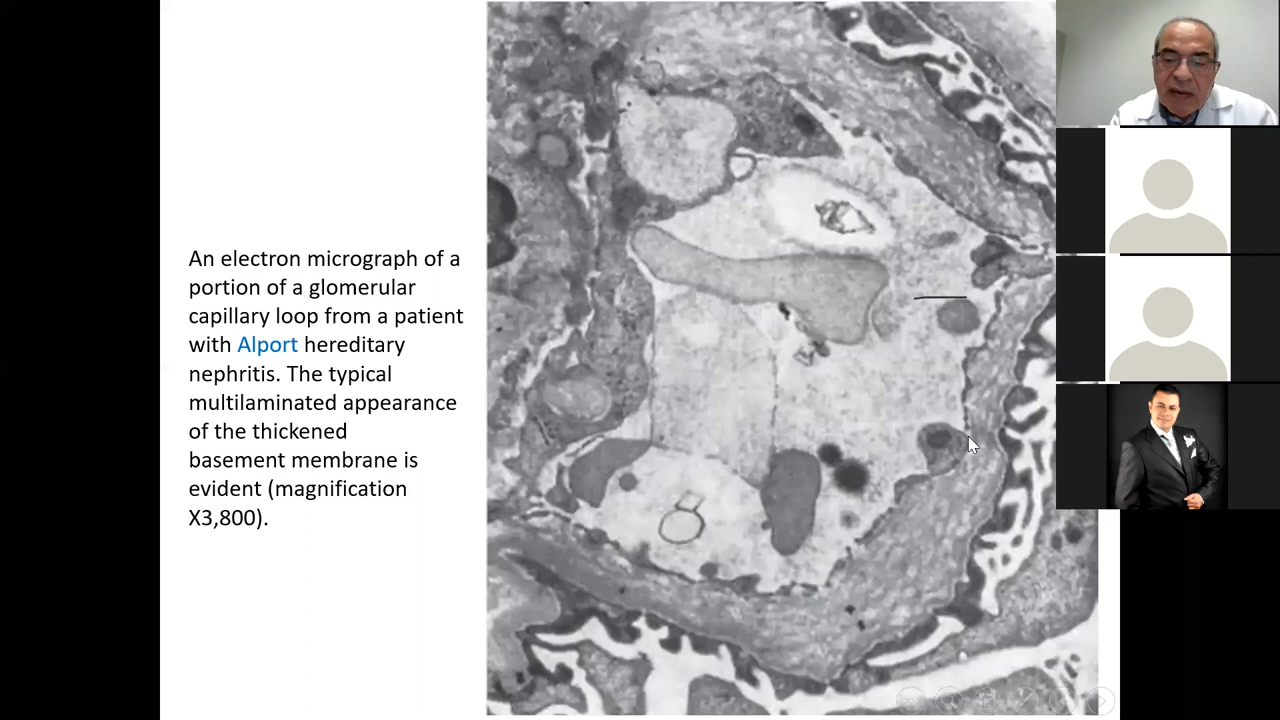 An electron micrograph of a
portion of a glomerular
capillary loop from a patient
with Alport hereditary
nephritis. The typical
multilaminated appearance
of the thickened
basement membrane is
evident (magnification
X3,800).